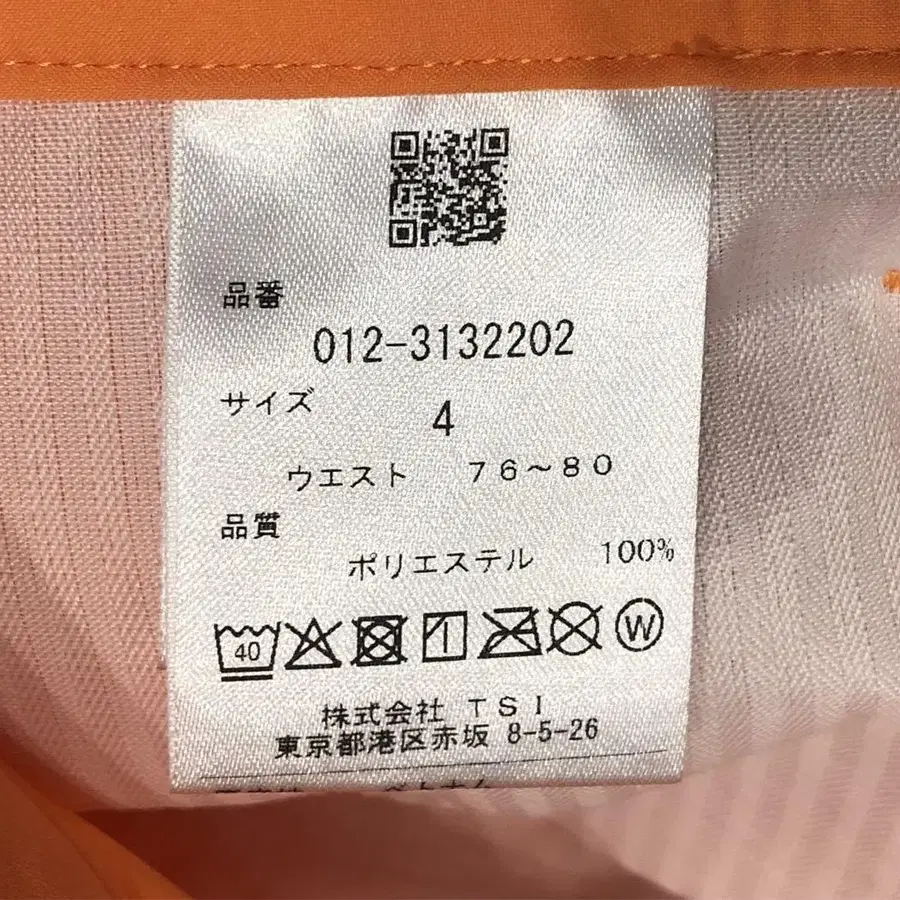 品番
012-3132202
サイズ
4
ウエスト 76～80
品質
ポリエステル 100%
40
W
株式会社 TSI
東京都港区赤坂 8-5-26